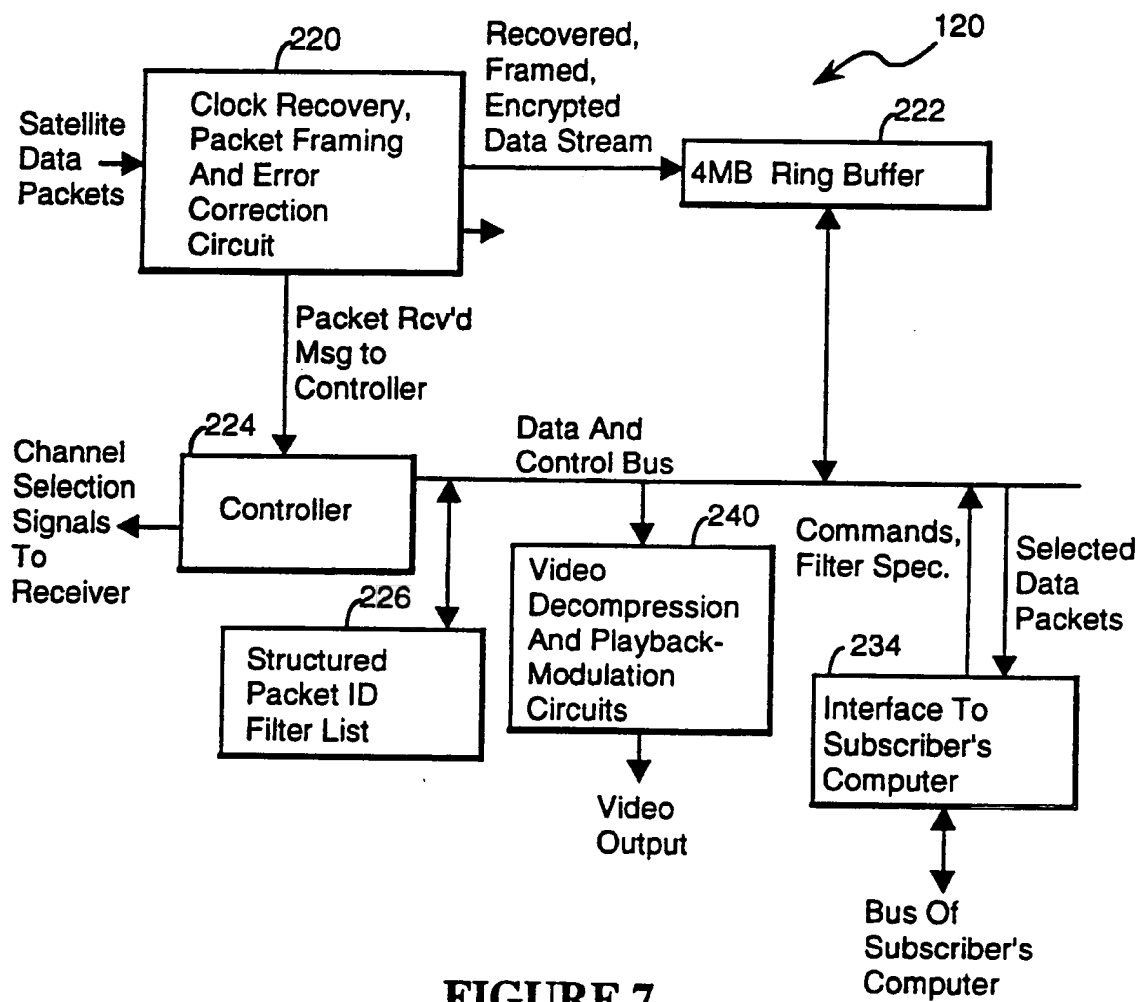 220
Clock Recovery,
Packet Framing
And Error
Correction
Circuit
Satellite
Data
Packets
Recovered,
Framed,
Encrypted
Data Stream
120
222
4MB Ring Buffer
Packet Rcv'd
Msg to
Controller
224
Controller
Channel
Selection
Signals
To
Receiver
Data And
Control Bus
226
Structured
Packet ID
Filter List
240
Video
Decompression
And Playback-
Modulation
Circuits
Video
Output
Commands,
Filter Spec.
Selected
Data
Packets
234
Interface To
Subscriber's
Computer
Bus Of
Subscriber's
Computer
FIGURE 7